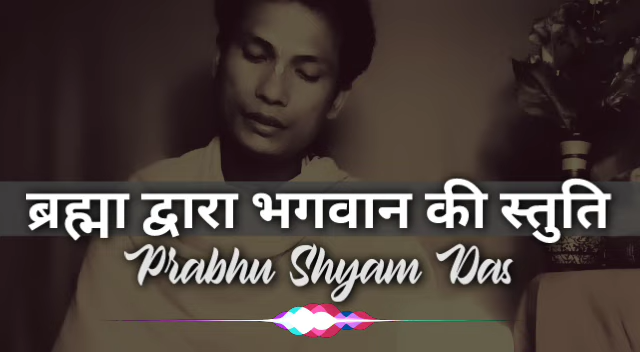 ब्रह्मा द्वारा भगवान की स्तुति
Prabhu Shyam Das